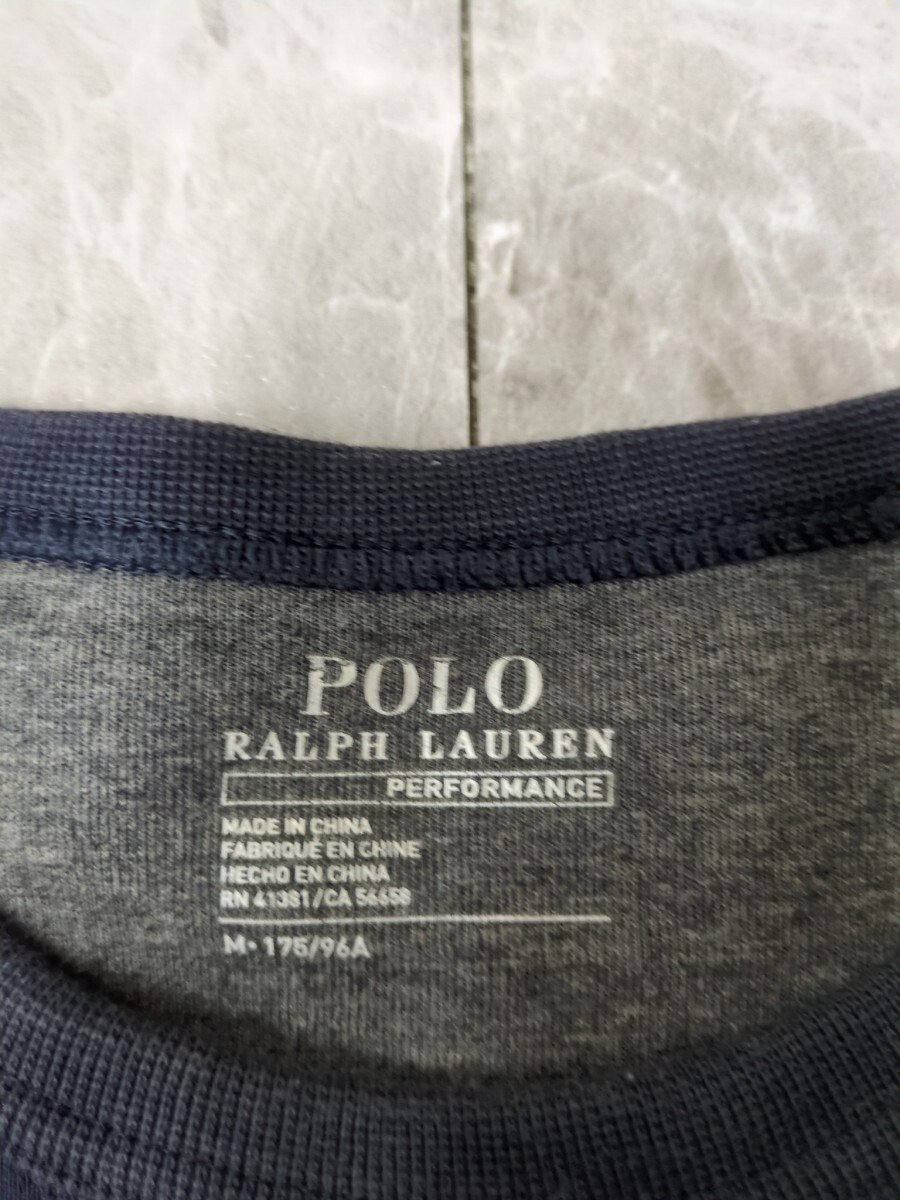 POLO
RALPH LAUREN
PERFORMANCE
MADE IN CHINA
FABRIQUÉ EN CHINE
HECHO EN CHINA
RN 41381/CA 56658
M• 175/96A